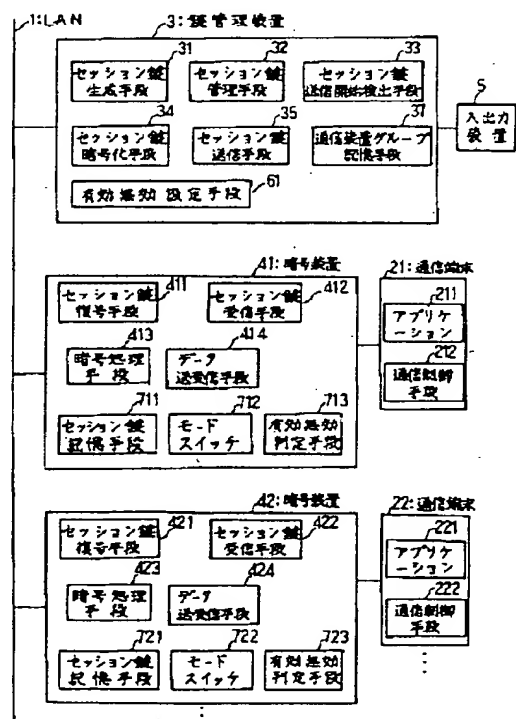 1:LAN
3:鍵管理装置
31
32
33
セッション鍵
生成手段
セッション鍵
管理手段
セッション鍵
送信開始検出手段
34
35
37
セッション鍵
暗号化手段
セッション鍵
送信手段
通信装置グループ
記憶手段
61
有効無効設定手段
5
入出力
装置
41:暗号装置
411
412
セッション鍵
復号手段
セッション鍵
受信手段
413
414
暗号処理
手段
データ
送受信手段
711
712
713
セッション鍵
記憶手段
モード
スイッチ
有効無効
判定手段
21:通信端末
211
アプリケ
ーション
212
通信制御
手段
42:暗号装置
421
422
セッション鍵
復号手段
セッション鍵
受信手段
423
424
暗号処理
手段
データ
送受信手段
721
722
723
セッション鍵
記憶手段
モード
スイッチ
有効無効
判定手段
22:通信端末
221
アプリケ
ーション
222
通信制御
手段